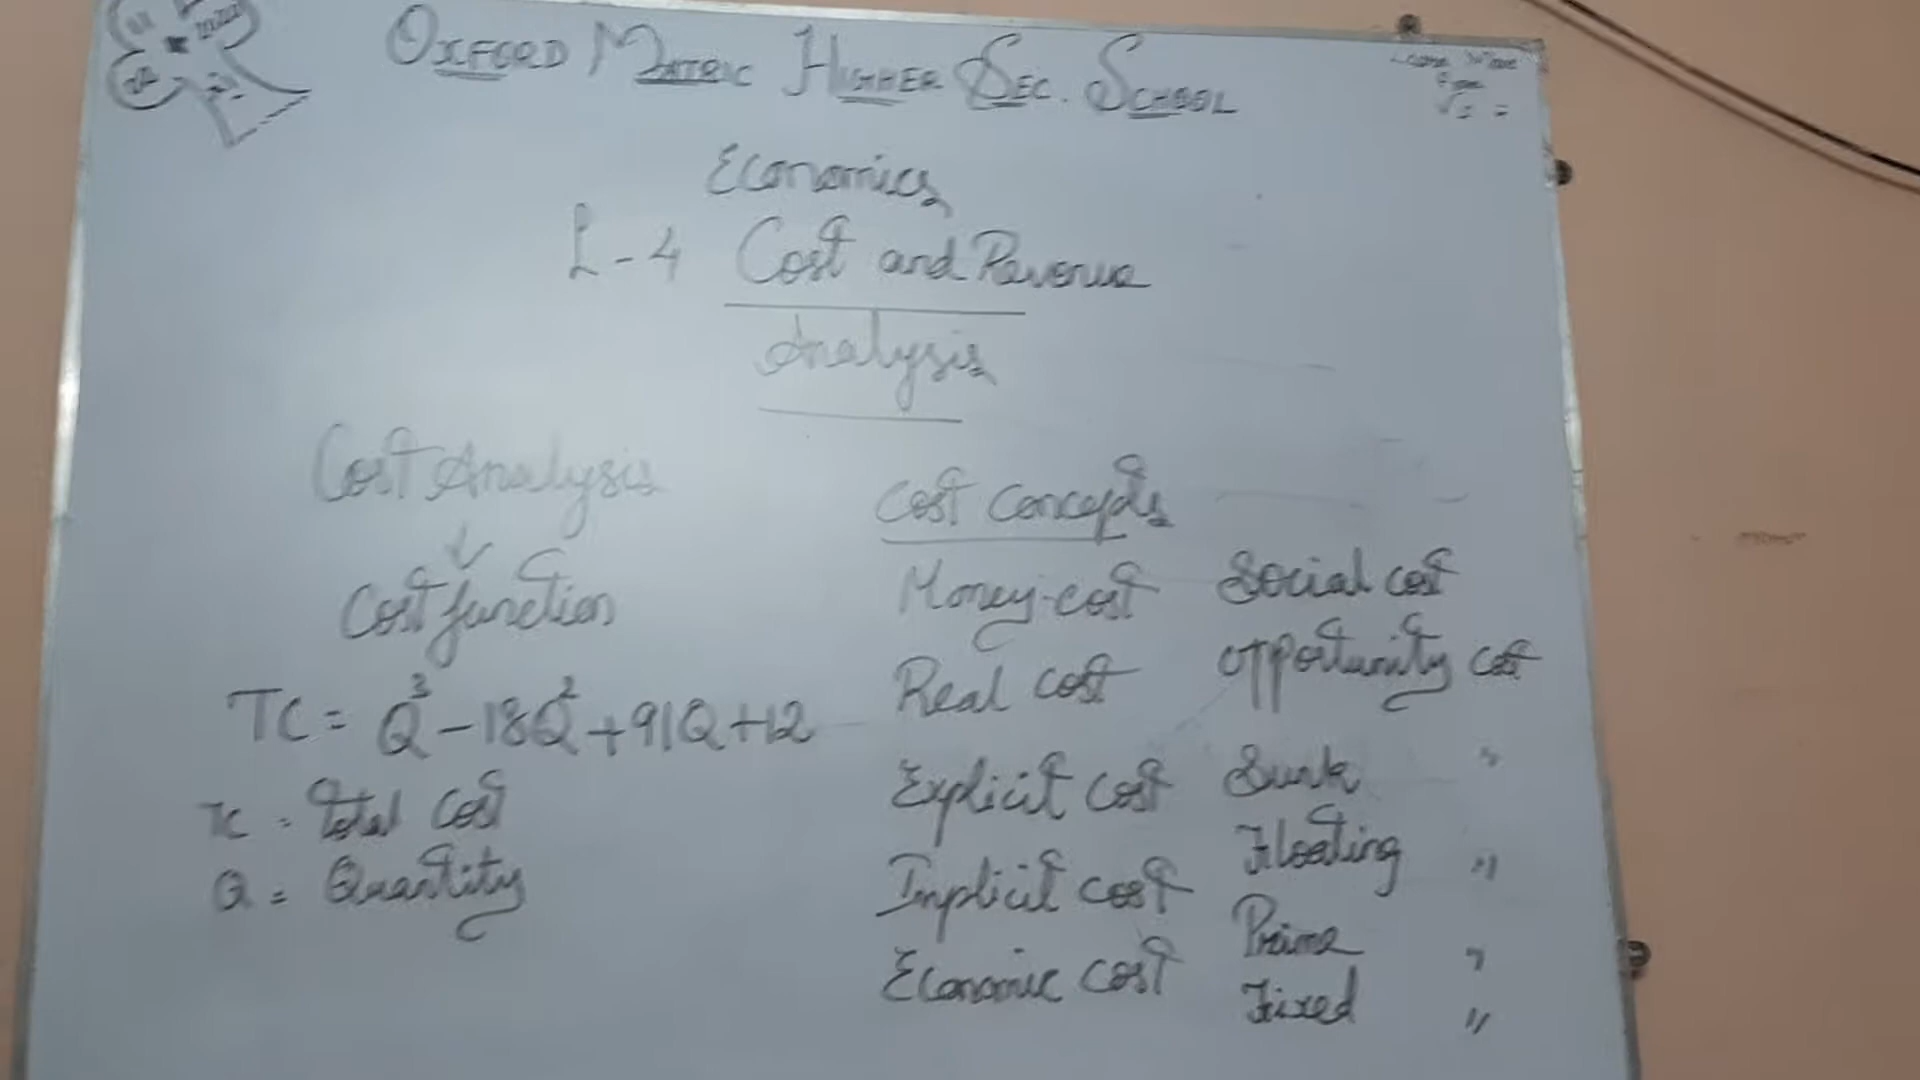 OXFORD MATRIC HIGHER SEC. SCHOOL
Economics
L-4 Cost and Revenue
Analysis
Cost Analysis
↓
Cost function
TC = Q³ - 18Q² + 91Q + 12
TC = Total cost
Q = Quantity
Cost Concepts
Money-cost
Real cost
Explicit cost
Implicit cost
Economic cost
Social cost
Opportunity cost
Sunk "
Floating "
Prime "
Fixed "